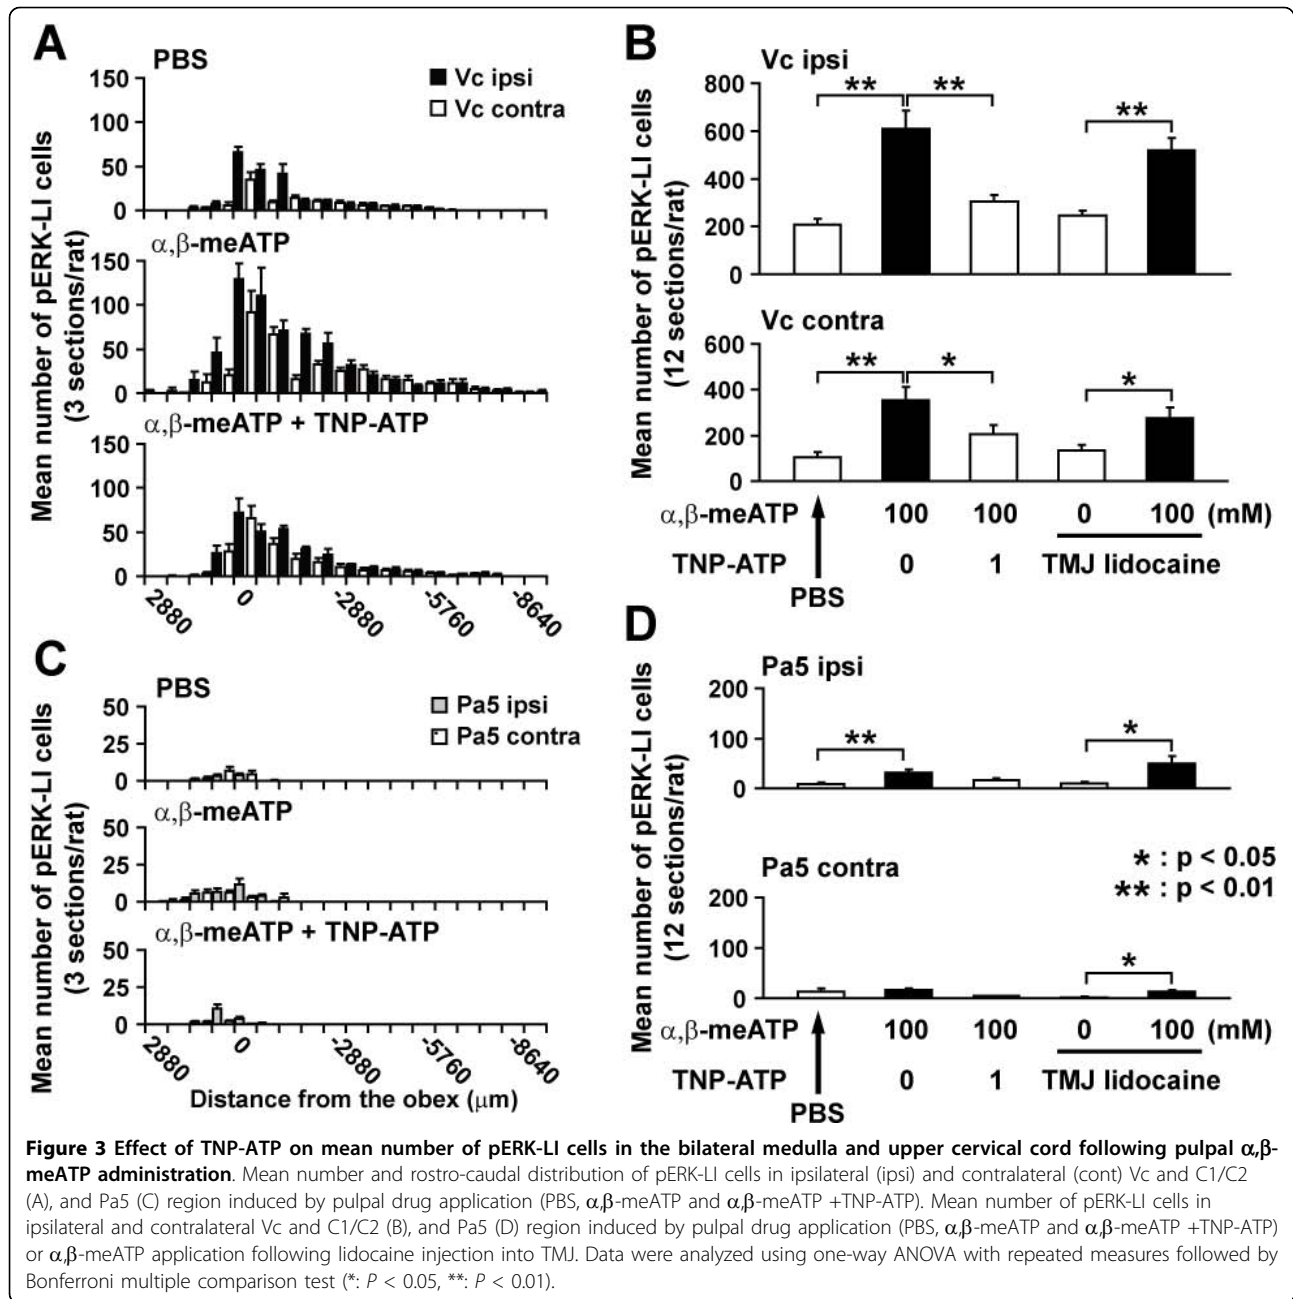 A
PBS
Vc ipsi
Vc contra
150
100
50
0
α,β-meATP
150
100
50
0
α,β-meATP + TNP-ATP
150
100
50
0
2880
0
-2880
-5760
-8640
Mean number of pERK-LI cells
(3 sections/rat)
B
Vc ipsi
800
600
400
200
0
**
**
**
Vc contra
600
400
200
0
**
*
*
Mean number of pERK-LI cells
(12 sections/rat)
α,β-meATP 100 100 0 100 (mM)
TNP-ATP 0 1 TMJ lidocaine
PBS
C
PBS
Pa5 ipsi
Pa5 contra
50
25
0
α,β-meATP
50
25
0
α,β-meATP + TNP-ATP
50
25
0
2880
0
-2880
-5760
-8640
Distance from the obex (μm)
Mean number of pERK-LI cells
(3 sections/rat)
D
Pa5 ipsi
200
100
0
**
*
Pa5 contra
* : p < 0.05
** : p < 0.01
200
100
0
*
Mean number of pERK-LI cells
(12 sections/rat)
α,β-meATP 100 100 0 100 (mM)
TNP-ATP 0 1 TMJ lidocaine
PBS
Figure 3 Effect of TNP-ATP on mean number of pERK-LI cells in the bilateral medulla and upper cervical cord following pulpal α,β-
meATP administration. Mean number and rostro-caudal distribution of pERK-LI cells in ipsilateral (ipsi) and contralateral (cont) Vc and C1/C2
(A), and Pa5 (C) region induced by pulpal drug application (PBS, α,β-meATP and α,β-meATP +TNP-ATP). Mean number of pERK-LI cells in
ipsilateral and contralateral Vc and C1/C2 (B), and Pa5 (D) region induced by pulpal drug application (PBS, α,β-meATP and α,β-meATP +TNP-ATP)
or α,β-meATP application following lidocaine injection into TMJ. Data were analyzed using one-way ANOVA with repeated measures followed by
Bonferroni multiple comparison test (*: P < 0.05, **: P < 0.01).